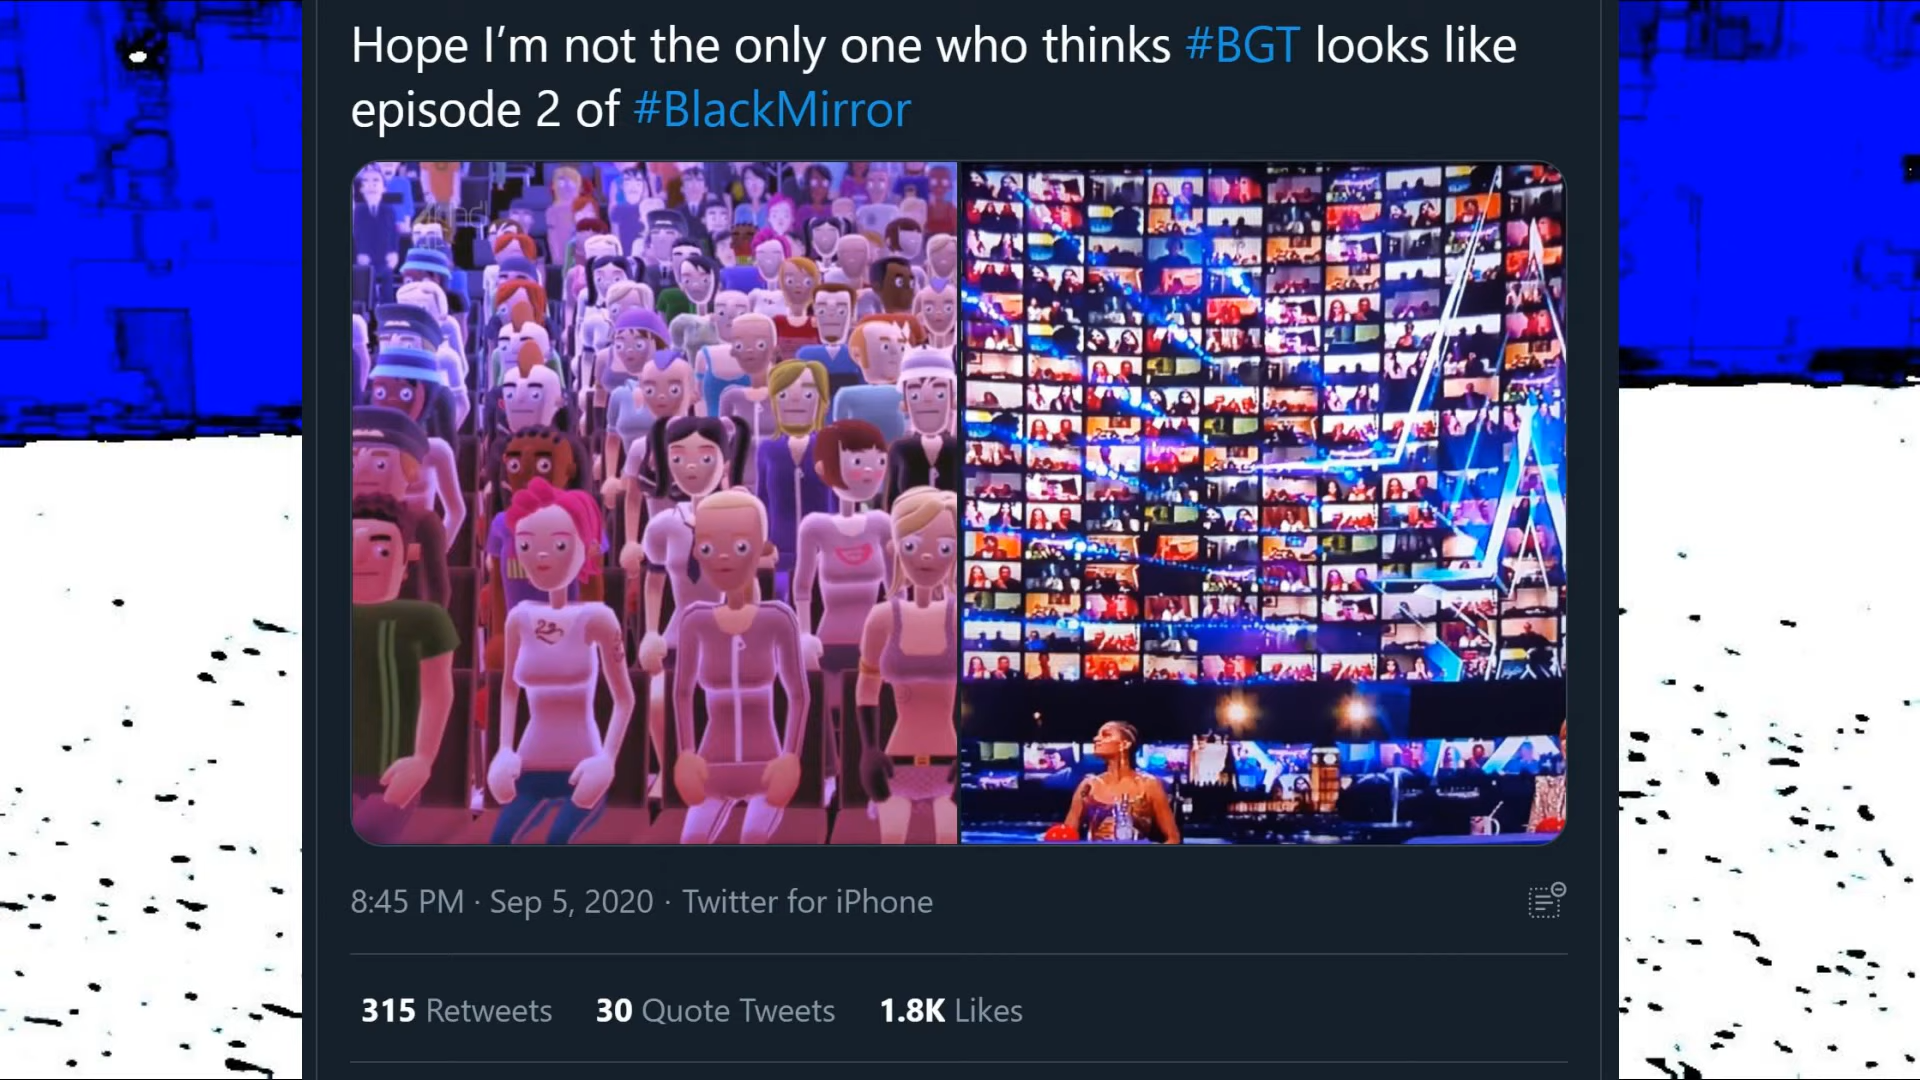 Hope I’m not the only one who thinks #BGT looks like
episode 2 of #BlackMirror
8:45 PM · Sep 5, 2020 · Twitter for iPhone
315 Retweets 30 Quote Tweets 1.8K Likes